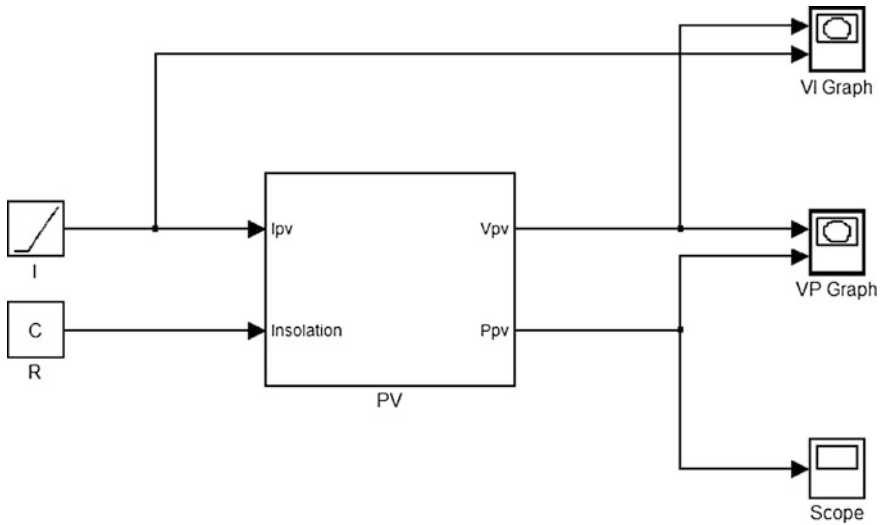 VI Graph
Ipv
Vpv
I
VP Graph
C
Insolation
Ppv
R
PV
Scope